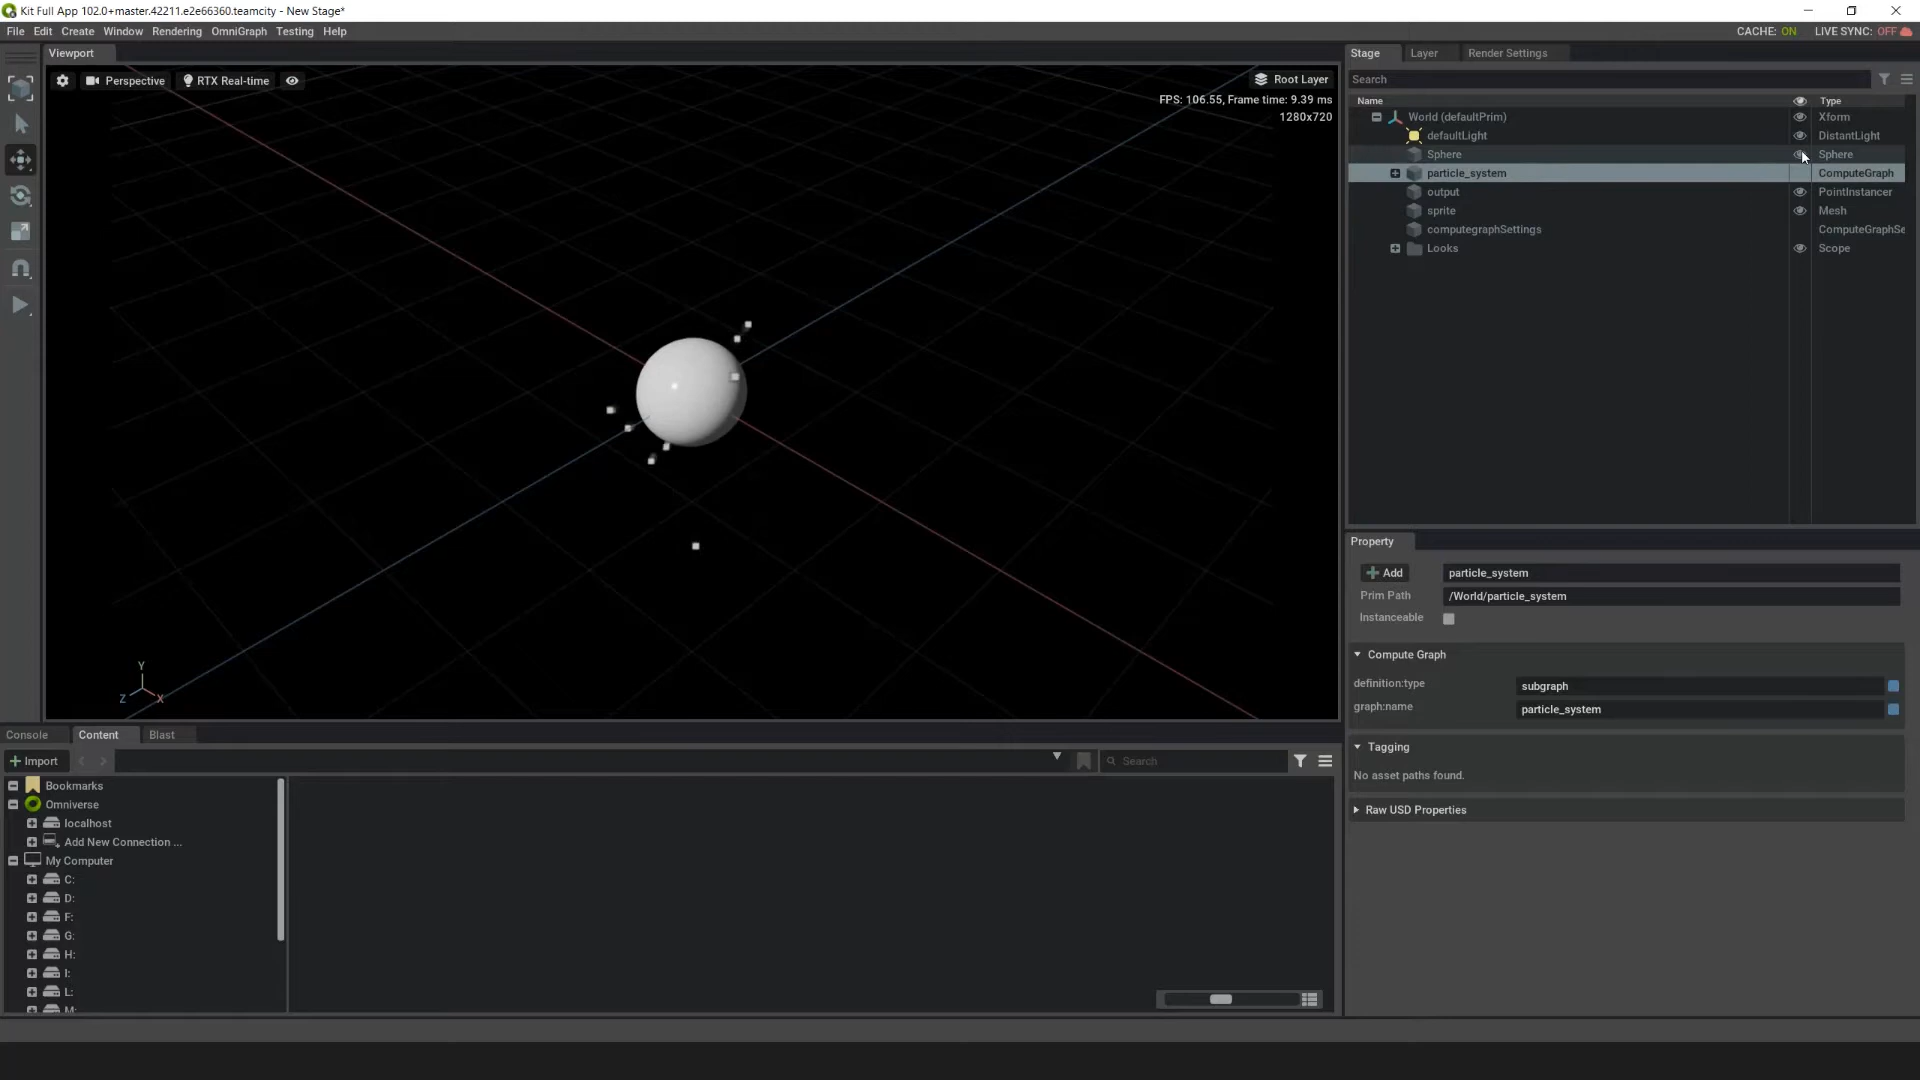 Kit Full App 102.0+master.42211.e2e66360.teamcity - New Stage*
File Edit Create Window Rendering OmniGraph Testing Help
CACHE: ON LIVE SYNC: OFF
Viewport
Perspective RTX Real-time
Root Layer
FPS: 106.55, Frame time: 9.39 ms
1280x720
Y
Z X
Stage Layer Render Settings
Search
Name Type
World (defaultPrim) Xform
defaultLight DistantLight
Sphere Sphere
particle_system ComputeGraph
output PointInstancer
sprite Mesh
computegraphSettings ComputeGraphSe
Looks Scope
Property
Add particle_system
Prim Path /World/particle_system
Instanceable
Compute Graph
definition:type subgraph
graph:name particle_system
Tagging
No asset paths found.
Raw USD Properties
Console Content Blast
Import
Search
Bookmarks
Omniverse
localhost
Add New Connection ...
My Computer
C:
D:
F:
G:
H:
I:
L:
M: